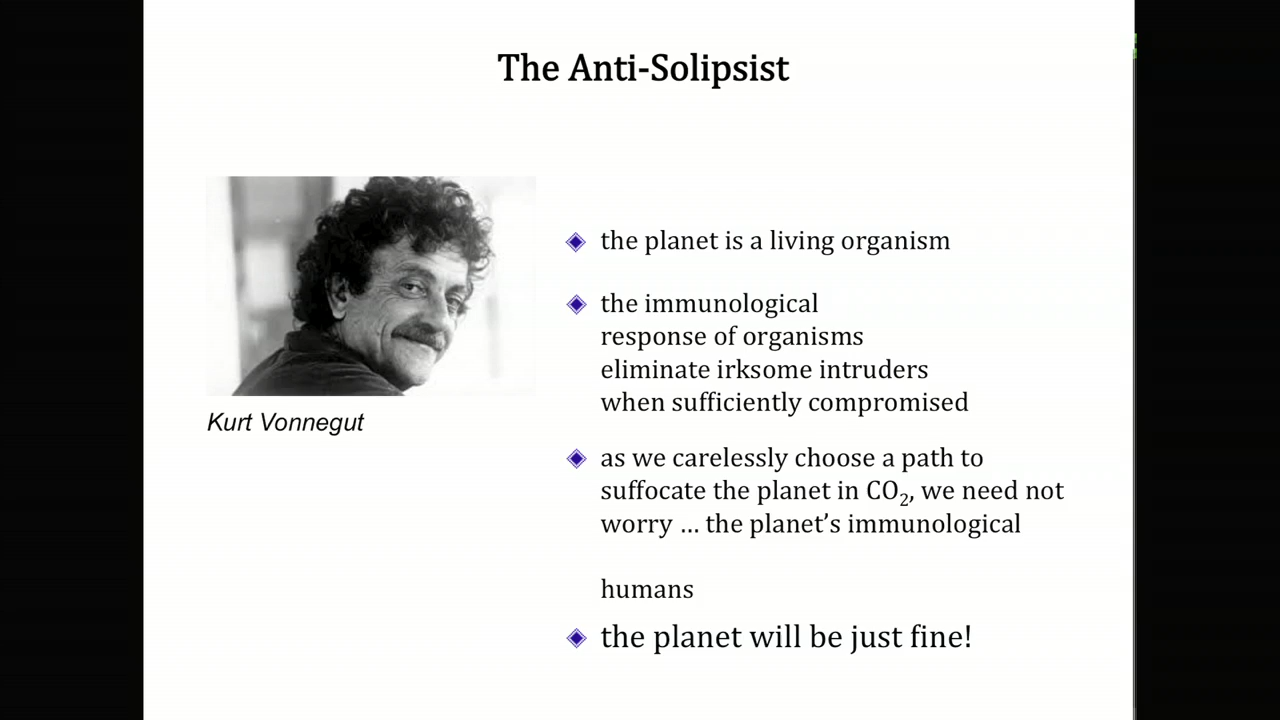 The Anti-Solipsist
Kurt Vonnegut
the planet is a living organism
the immunological
response of organisms
eliminate irksome intruders
when sufficiently compromised
as we carelessly choose a path to
suffocate the planet in CO₂, we need not
worry … the planet’s immunological
humans
the planet will be just fine!